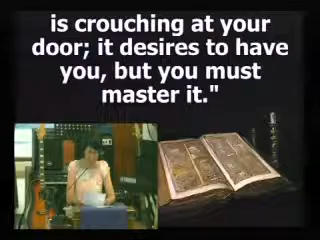 is crouching at your
door; it desires to have
you, but you must
master it."